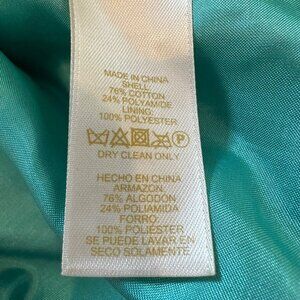 MADE IN CHINA
SHELL:
76% COTTON
24% POLYAMIDE
LINING:
100% POLYESTER
P
DRY CLEAN ONLY
HECHO EN CHINA
ARMAZON:
76% ALGODON
24% POLIAMIDA
FORRO:
100% POLIÉSTER
SE PUEDE LAVAR EN
SECO SOLAMENTE